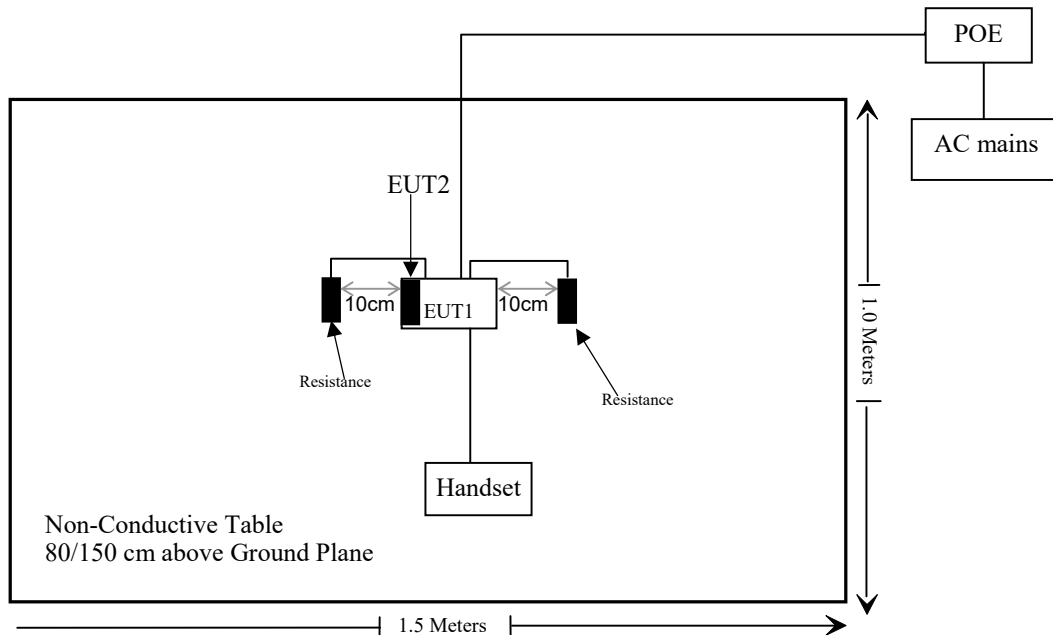 POE
AC mains
EUT2
10cm
EUT1
10cm
Resistance
Resistance
1.0 Meters
Handset
Non-Conductive Table
80/150 cm above Ground Plane
1.5 Meters